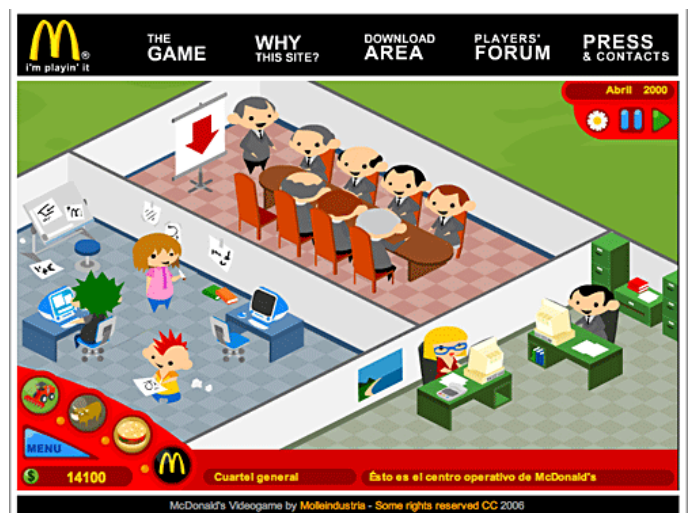 i'm playin' it
THE GAME
WHY THIS SITE?
DOWNLOAD AREA
PLAYERS' FORUM
PRESS & CONTACTS
Abril 2000
MENU
14100
Cuartel general
Ésto es el centro operativo de McDonald's
McDonald's Videogame by Molleindustria - Some rights reserved CC 2006